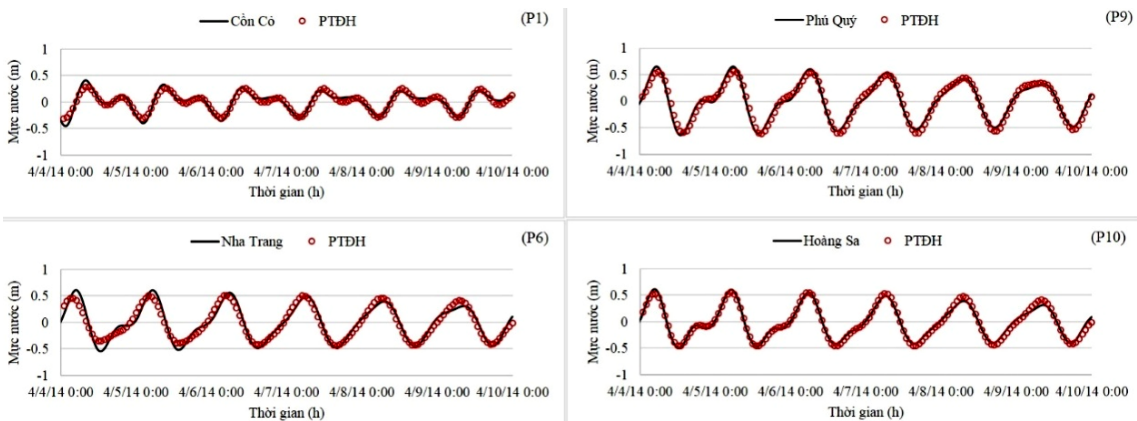 Cồn Cỏ PTĐH (P1)
Mực nước (m)
1
0.5
0
-0.5
-1
4/4/14 0:00 4/5/14 0:00 4/6/14 0:00 4/7/14 0:00 4/8/14 0:00 4/9/14 0:00 4/10/14 0:00
Thời gian (h)
Phú Quý PTĐH (P9)
Mực nước (m)
1
0.5
0
-0.5
-1
4/4/14 0:00 4/5/14 0:00 4/6/14 0:00 4/7/14 0:00 4/8/14 0:00 4/9/14 0:00 4/10/14 0:00
Thời gian (h)
Nha Trang PTĐH (P6)
Mực nước (m)
1
0.5
0
-0.5
-1
4/4/14 0:00 4/5/14 0:00 4/6/14 0:00 4/7/14 0:00 4/8/14 0:00 4/9/14 0:00 4/10/14 0:00
Thời gian (h)
Hoàng Sa PTĐH (P10)
Mực nước (m)
1
0.5
0
-0.5
-1
4/4/14 0:00 4/5/14 0:00 4/6/14 0:00 4/7/14 0:00 4/8/14 0:00 4/9/14 0:00 4/10/14 0:00
Thời gian (h)